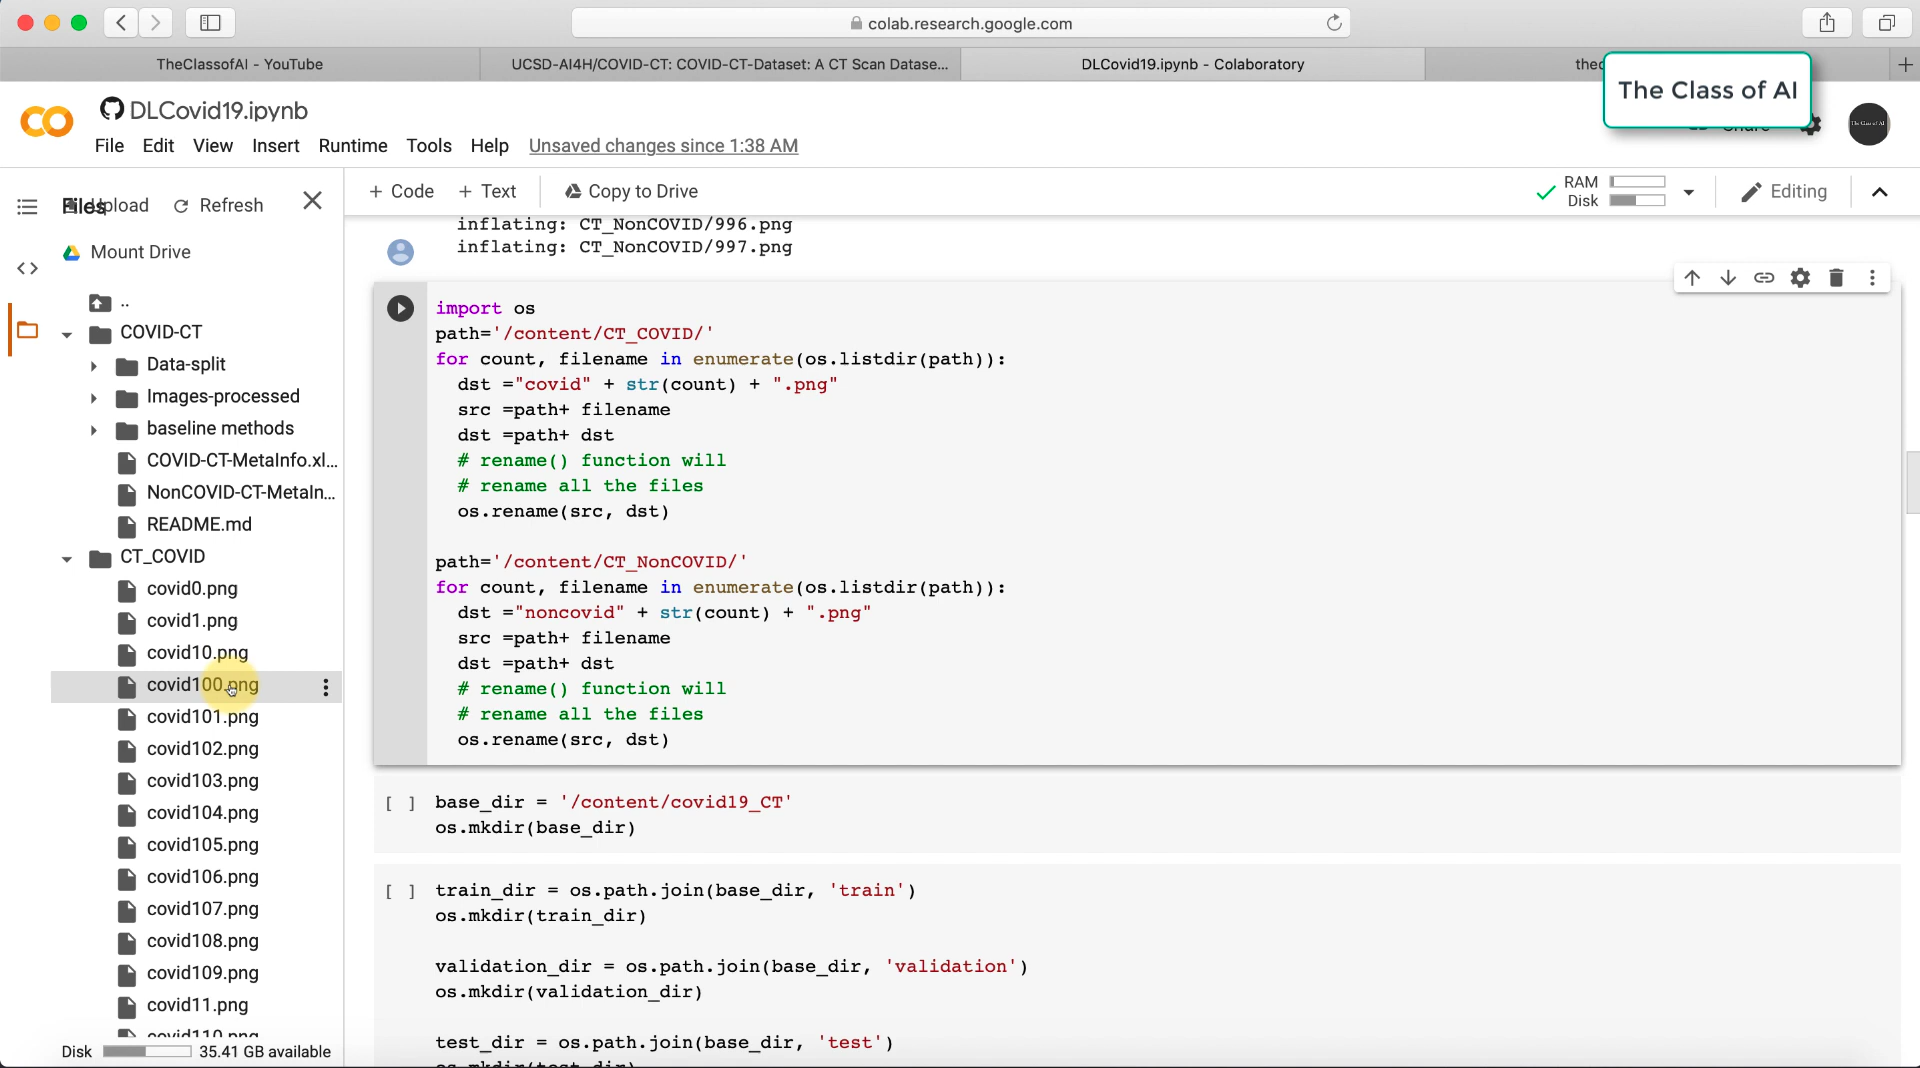 colab.research.google.com
TheClassofAI - YouTube
UCSD-AI4H/COVID-CT: COVID-CT-Dataset: A CT Scan Datase...
DLCovid19.ipynb - Colaboratory
The Class of AI
DLCovid19.ipynb
File Edit View Insert Runtime Tools Help Unsaved changes since 1:38 AM
Files Upload Refresh
+ Code + Text Copy to Drive
RAM
Disk
Editing
Mount Drive
..
COVID-CT
Data-split
Images-processed
baseline methods
COVID-CT-MetaInfo.xl...
NonCOVID-CT-MetaIn...
README.md
CT_COVID
covid0.png
covid1.png
covid10.png
covid100.png
covid101.png
covid102.png
covid103.png
covid104.png
covid105.png
covid106.png
covid107.png
covid108.png
covid109.png
covid11.png
covid110.png
Disk 35.41 GB available
inflating: CT_NonCOVID/996.png
inflating: CT_NonCOVID/997.png
import os
path='/content/CT_COVID/'
for count, filename in enumerate(os.listdir(path)):
dst ="covid" + str(count) + ".png"
src =path+ filename
dst =path+ dst
# rename() function will
# rename all the files
os.rename(src, dst)
path='/content/CT_NonCOVID/'
for count, filename in enumerate(os.listdir(path)):
dst ="noncovid" + str(count) + ".png"
src =path+ filename
dst =path+ dst
# rename() function will
# rename all the files
os.rename(src, dst)
[ ] base_dir = '/content/covid19_CT'
os.mkdir(base_dir)
[ ] train_dir = os.path.join(base_dir, 'train')
os.mkdir(train_dir)
validation_dir = os.path.join(base_dir, 'validation')
os.mkdir(validation_dir)
test_dir = os.path.join(base_dir, 'test')
os.mkdir(test_dir)